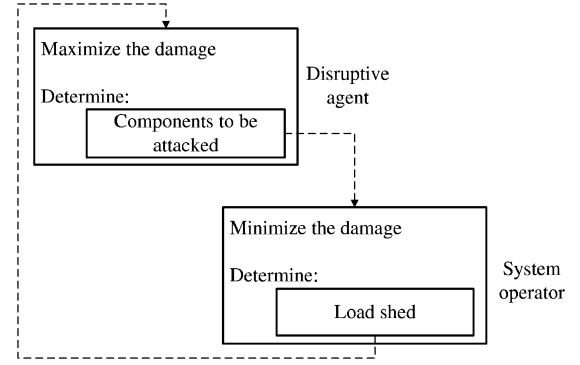 Maximize the damage
Disruptive
agent
Determine:
Components to be
attacked
Minimize the damage
Determine:
System
operator
Load shed